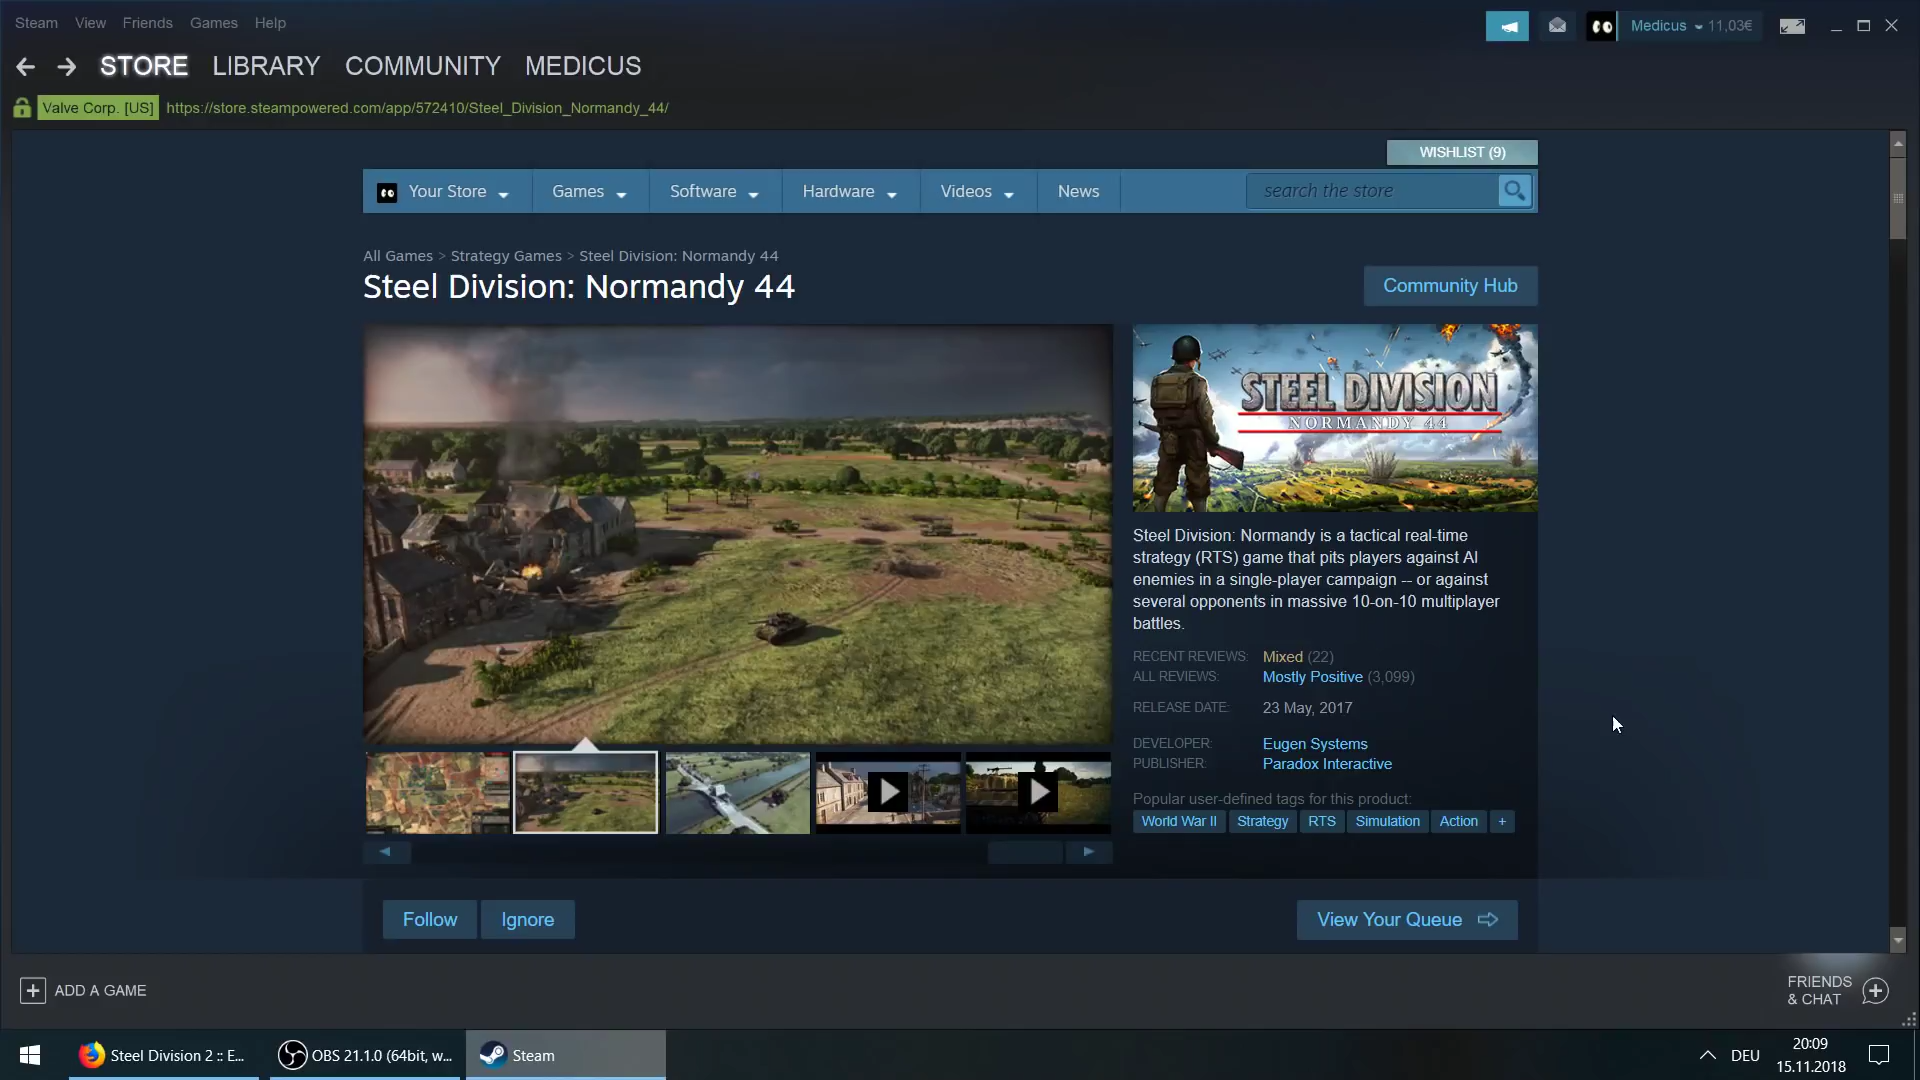 Steam View Friends Games Help
Medicus 11,03€
STORE LIBRARY COMMUNITY MEDICUS
Valve Corp. [US] https://store.steampowered.com/app/572410/Steel_Division_Normandy_44/
WISHLIST (9)
Your Store Games Software Hardware Videos News search the store
All Games > Strategy Games > Steel Division: Normandy 44
Steel Division: Normandy 44
Community Hub
STEEL DIVISION
NORMANDY 44
Steel Division: Normandy is a tactical real-time
strategy (RTS) game that pits players against AI
enemies in a single-player campaign -- or against
several opponents in massive 10-on-10 multiplayer
battles.
RECENT REVIEWS: Mixed (22)
ALL REVIEWS: Mostly Positive (3,099)
RELEASE DATE: 23 May, 2017
DEVELOPER: Eugen Systems
PUBLISHER: Paradox Interactive
Popular user-defined tags for this product:
World War II Strategy RTS Simulation Action +
Follow Ignore
View Your Queue
ADD A GAME
FRIENDS
& CHAT
Steel Division 2 :: E... OBS 21.1.0 (64bit, w... Steam
DEU
20:09
15.11.2018